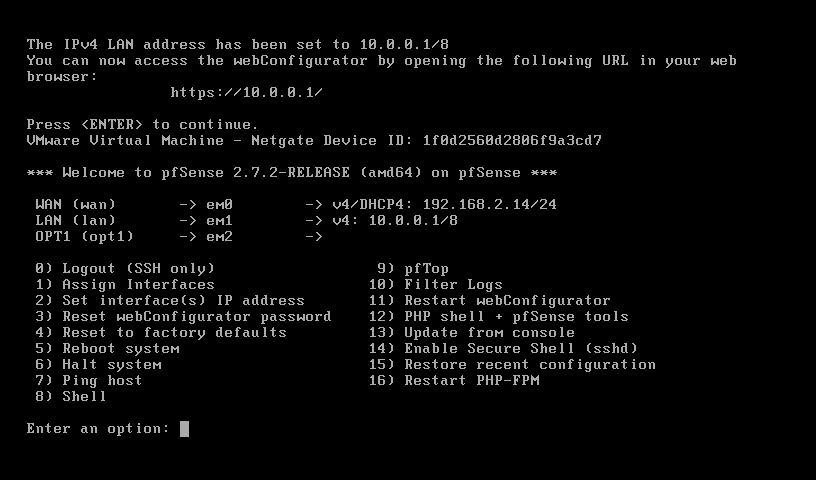 The IPv4 LAN address has been set to 10.0.0.1/8
You can now access the webConfigurator by opening the following URL in your web
browser:
                https://10.0.0.1/

Press <ENTER> to continue.
VMware Virtual Machine - Netgate Device ID: 1f0d2560d2806f9a3cd7

*** Welcome to pfSense 2.7.2-RELEASE (amd64) on pfSense ***

 WAN (wan)       -> em0        -> v4/DHCP4: 192.168.2.14/24
 LAN (lan)       -> em1        -> v4: 10.0.0.1/8
 OPT1 (opt1)     -> em2        ->

 0) Logout (SSH only)                  9) pfTop
 1) Assign Interfaces                 10) Filter Logs
 2) Set interface(s) IP address       11) Restart webConfigurator
 3) Reset webConfigurator password    12) PHP shell + pfSense tools
 4) Reset to factory defaults         13) Update from console
 5) Reboot system                     14) Enable Secure Shell (sshd)
 6) Halt system                       15) Restore recent configuration
 7) Ping host                         16) Restart PHP-FPM
 8) Shell

Enter an option: